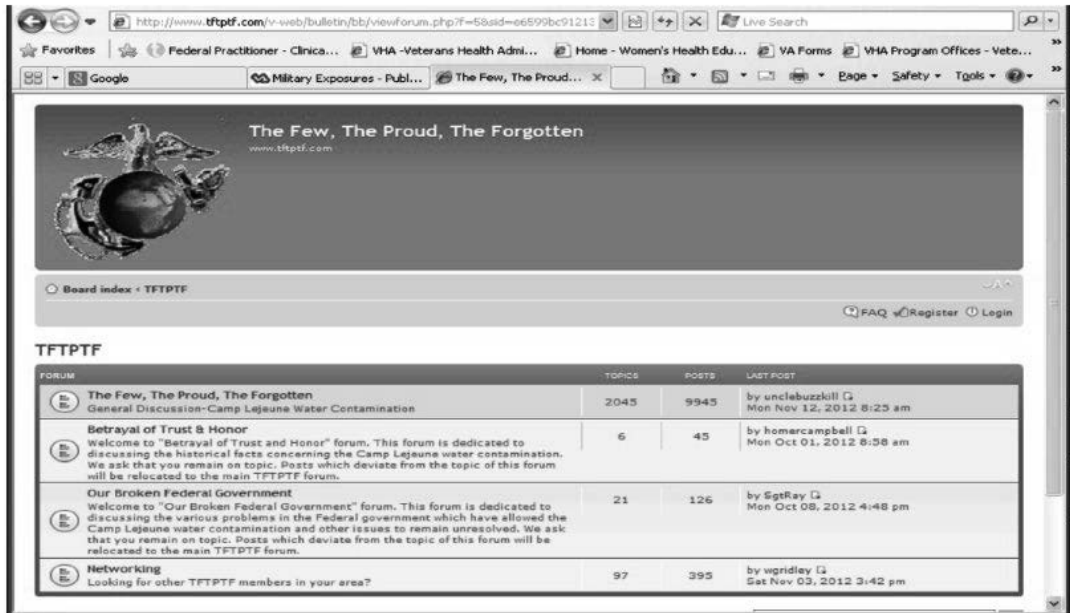 http://www.tftptf.com/v-web/bulletin/bb/viewforum.php?f=5&sid=e6599bc91213
Live Search
Favorites
Federal Practitioner - Clinica...
VHA -Veterans Health Admi...
Home - Women's Health Edu...
VA Forms
VHA Program Offices - Vete...
Google
Military Exposures - Publ...
The Few, The Proud...
Page
Safety
Tools
The Few, The Proud, The Forgotten
www.tftptf.com
Board index ‹ TFTPTF
FAQ Register Login
TFTPTF
FORUM TOPICS POSTS LAST POST
The Few, The Proud, The Forgotten
General Discussion-Camp Lejeune Water Contamination
2045 9945
by unclebuzzkill
Mon Nov 12, 2012 8:25 am
Betrayal of Trust & Honor
Welcome to "Betrayal of Trust and Honor" forum. This forum is dedicated to
discussing the historical facts concerning the Camp Lejeune water contamination.
We ask that you remain on topic. Posts which deviate from the topic of this forum
will be relocated to the main TFTPTF forum.
6 45
by homercampbell
Mon Oct 01, 2012 8:58 am
Our Broken Federal Government
Welcome to "Our Broken Federal Government" forum. This forum is dedicated to
discussing the various problems in the Federal government which have allowed the
Camp Lejeune water contamination and other issues to remain unresolved. We ask
that you remain on topic. Posts which deviate from the topic of this forum will be
relocated to the main TFTPTF forum.
21 126
by SgtRay
Mon Oct 08, 2012 4:48 pm
Networking
Looking for other TFTPTF members in your area?
97 395
by wgridley
Sat Nov 03, 2012 3:42 pm